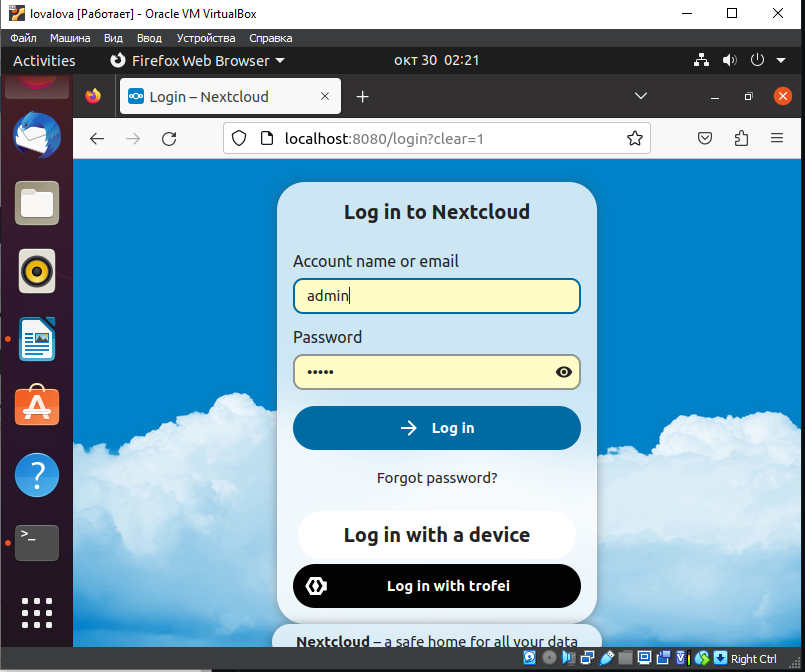 lovalova [Работает] - Oracle VM VirtualBox
Файл Машина Вид Ввод Устройства Справка
Activities Firefox Web Browser окт 30 02:21
Login – Nextcloud
localhost:8080/login?clear=1
Log in to Nextcloud
Account name or email
admin
Password
•••••
Log in
Forgot password?
Log in with a device
Log in with trofei
Nextcloud – a safe home for all your data
Right Ctrl